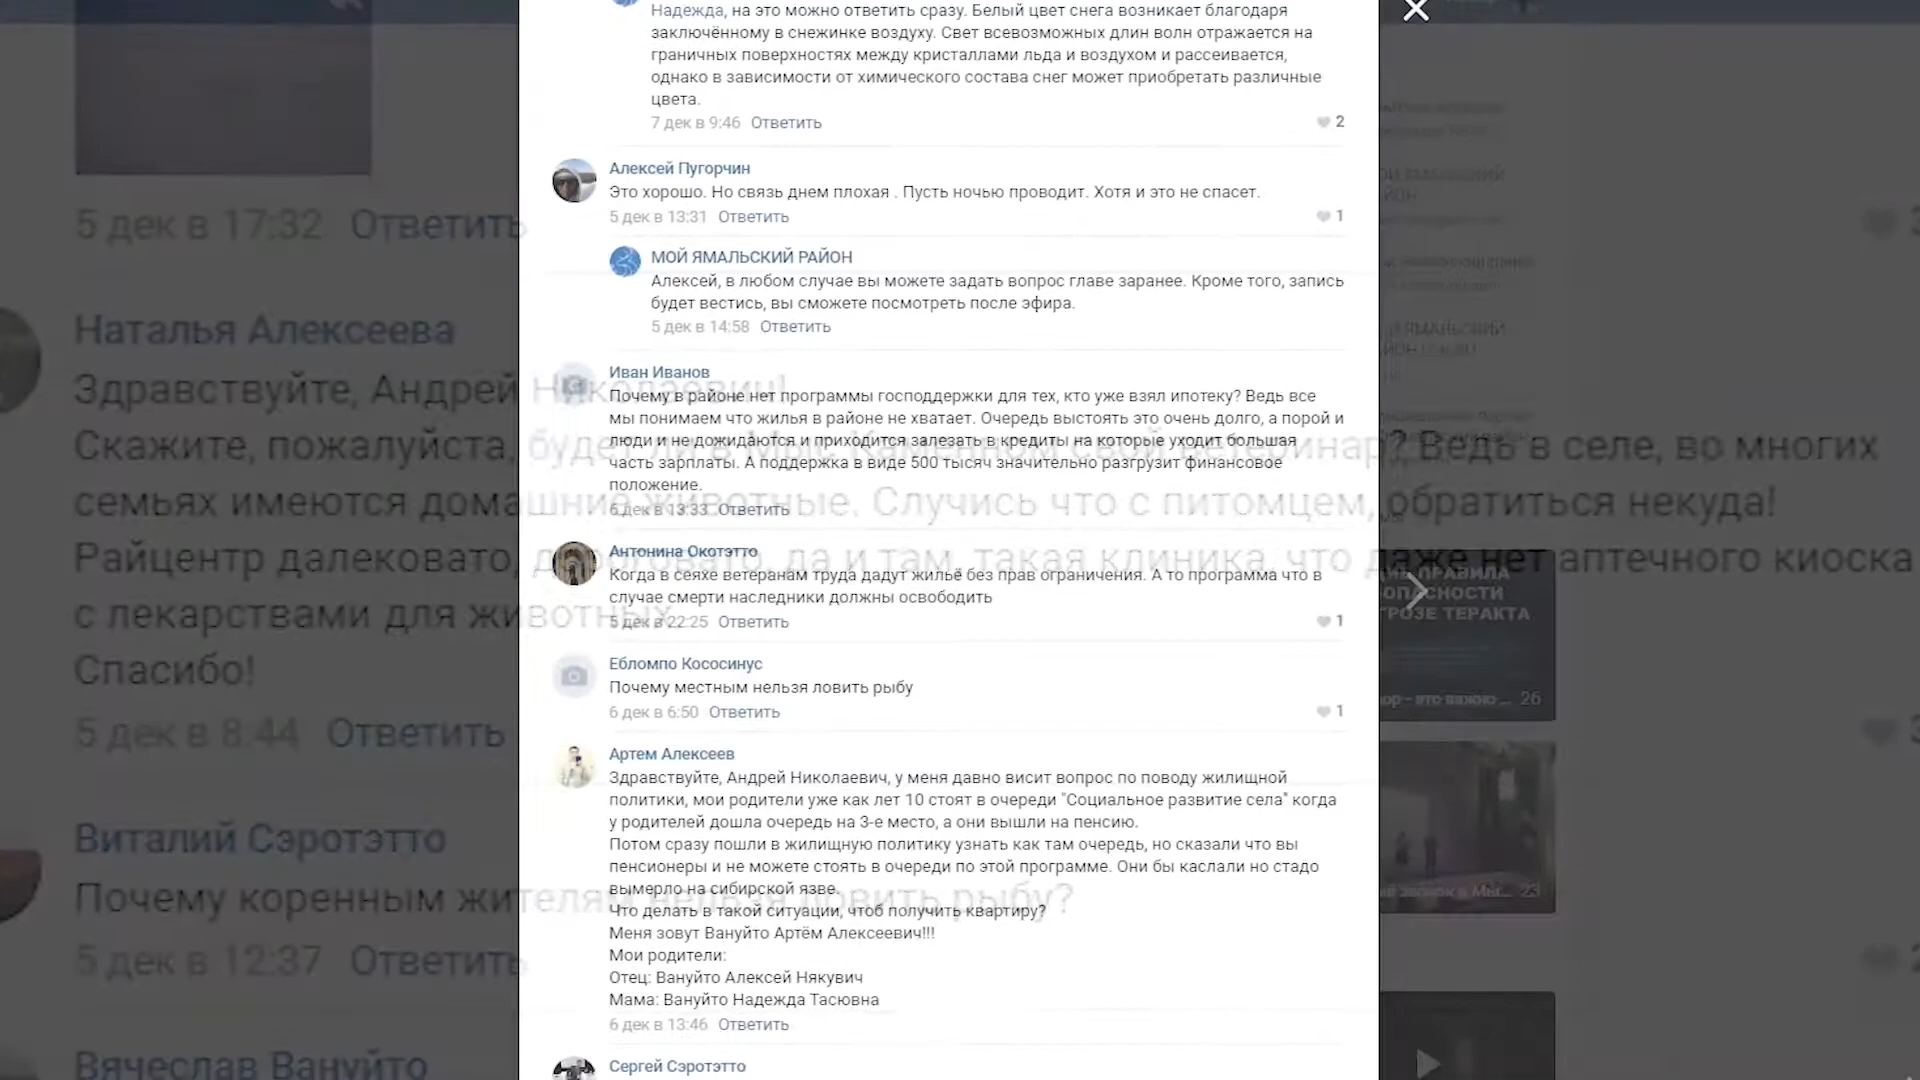 Надежда, на это можно ответить сразу. Белый цвет снега возникает благодаря
заключённому в снежинке воздуху. Свет всевозможных длин волн отражается на
граничных поверхностях между кристаллами льда и воздухом и рассеивается,
однако в зависимости от химического состава снег может приобретать различные
цвета.
7 дек в 9:46 Ответить 2
Алексей Пугорчин
Это хорошо. Но связь днем плохая . Пусть ночью проводит. Хотя и это не спасет.
5 дек в 13:31 Ответить 1
МОЙ ЯМАЛЬСКИЙ РАЙОН
Алексей, в любом случае вы можете задать вопрос главе заранее. Кроме того, запись
будет вестись, вы сможете посмотреть после эфира.
5 дек в 14:58 Ответить
Иван Иванов
Почему в районе нет программы господдержки для тех, кто уже взял ипотеку? Ведь все
мы понимаем что жилья в районе не хватает. Очередь выстоять это очень долго, а порой и
люди и не дожидаются и приходится залезать в кредиты на которые уходит большая
часть зарплаты. А поддержка в виде 500 тысяч значительно разгрузит финансовое
положение.
6 дек в 13:33 Ответить
Антонина Окотэтто
Когда в сеяхе ветеранам труда дадут жильё без прав ограничения. А то программа что в
случае смерти наследники должны освободить
5 дек в 22:25 Ответить 1
Ебломпо Кососинус
Почему местным нельзя ловить рыбу
6 дек в 6:50 Ответить 1
Артем Алексеев
Здравствуйте, Андрей Николаевич, у меня давно висит вопрос по поводу жилищной
политики, мои родители уже как лет 10 стоят в очереди "Социальное развитие села" когда
у родителей дошла очередь на 3-е место, а они вышли на пенсию.
Потом сразу пошли в жилищную политику узнать как там очередь, но сказали что вы
пенсионеры и не можете стоять в очереди по этой программе. Они бы каслали но стадо
вымерло на сибирской язве.
Что делать в такой ситуации, чтоб получить квартиру?
Меня зовут Вануйто Артём Алексеевич!!!
Мои родители:
Отец: Вануйто Алексей Някувич
Мама: Вануйто Надежда Тасювна
6 дек в 13:46 Ответить
Сергей Сэротэтто
5 дек в 17:32 Ответить
Наталья Алексеева
Здравствуйте, Андрей Николаевич!
Скажите, пожалуйста, будет ли в Мыс Каменном свой ветеринар? Ведь в селе, во многих
семьях имеются домашние животные. Случись что с питомцем, обратиться некуда!
Райцентр далековато, дороговато, да и там, такая клиника, что даже нет аптечного киоска
с лекарствами для животных.
Спасибо!
5 дек в 8:44 Ответить
Виталий Сэротэтто
Почему коренным жителям нельзя ловить рыбу?
5 дек в 12:37 Ответить
Вячеслав Вануйто
ПРАВИЛА
ТЕРАКТА
26
23